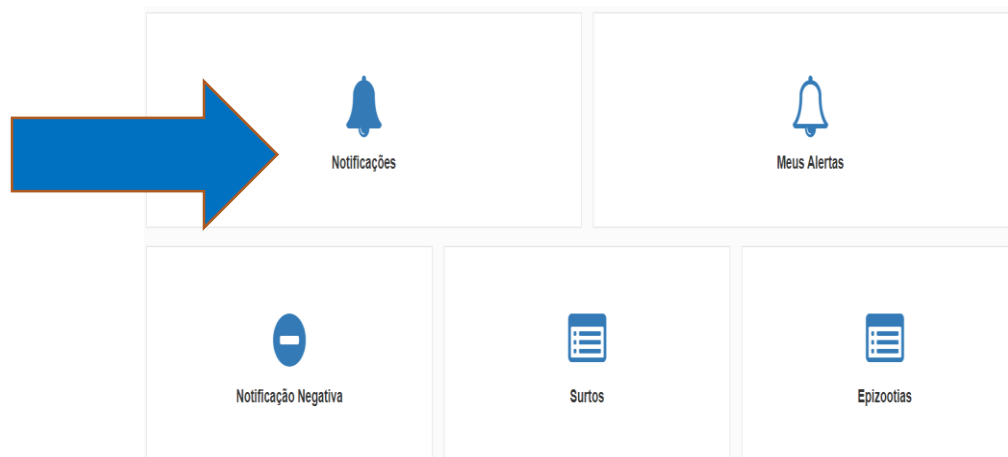 Notificações
Meus Alertas
Notificação Negativa
Surtos
Epizootias